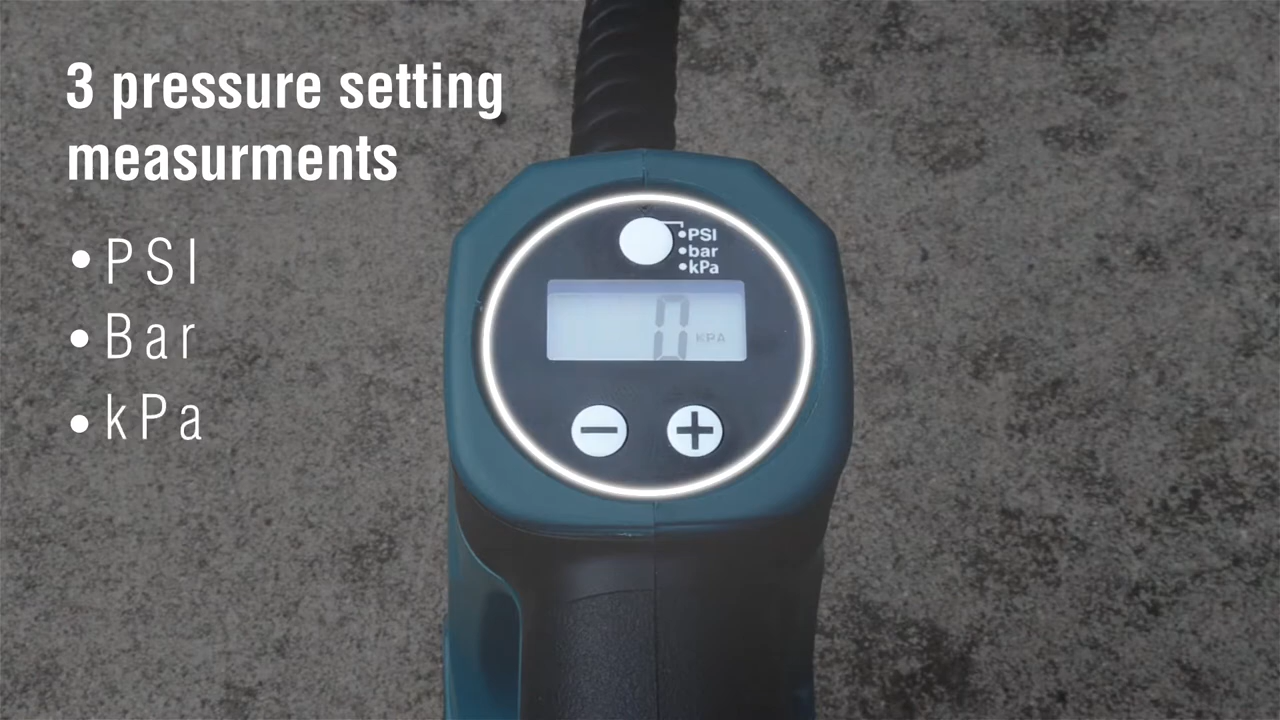 3 pressure setting
measurments
• PSI
• Bar
• kPa
•PSI
•bar
•kPa
0 KPA
− +